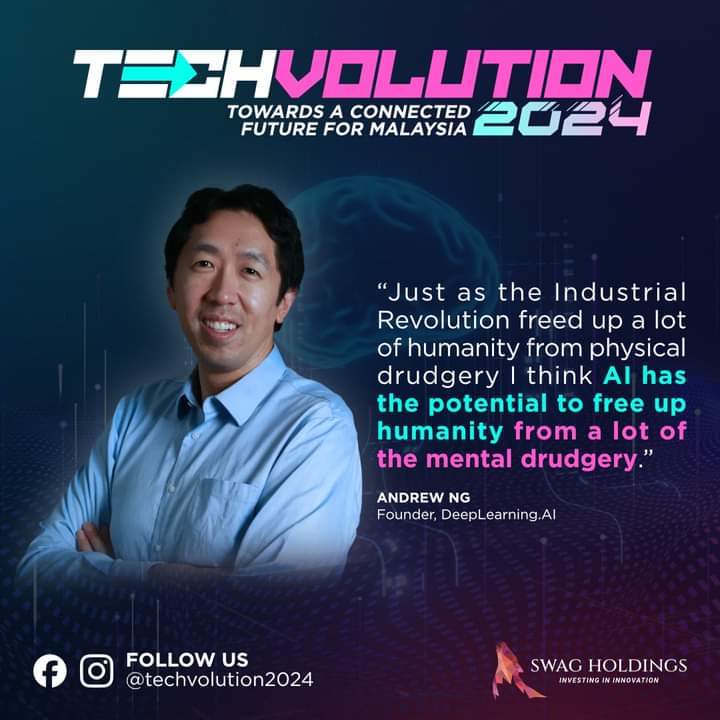 TECHVOLUTION
TOWARDS A CONNECTED
FUTURE FOR MALAYSIA 2024
“Just as the Industrial
Revolution freed up a lot
of humanity from physical
drudgery I think AI has
the potential to free up
humanity from a lot of
the mental drudgery.”
ANDREW NG
Founder, DeepLearning.AI
FOLLOW US
@techvolution2024
SWAG HOLDINGS
INVESTING IN INNOVATION